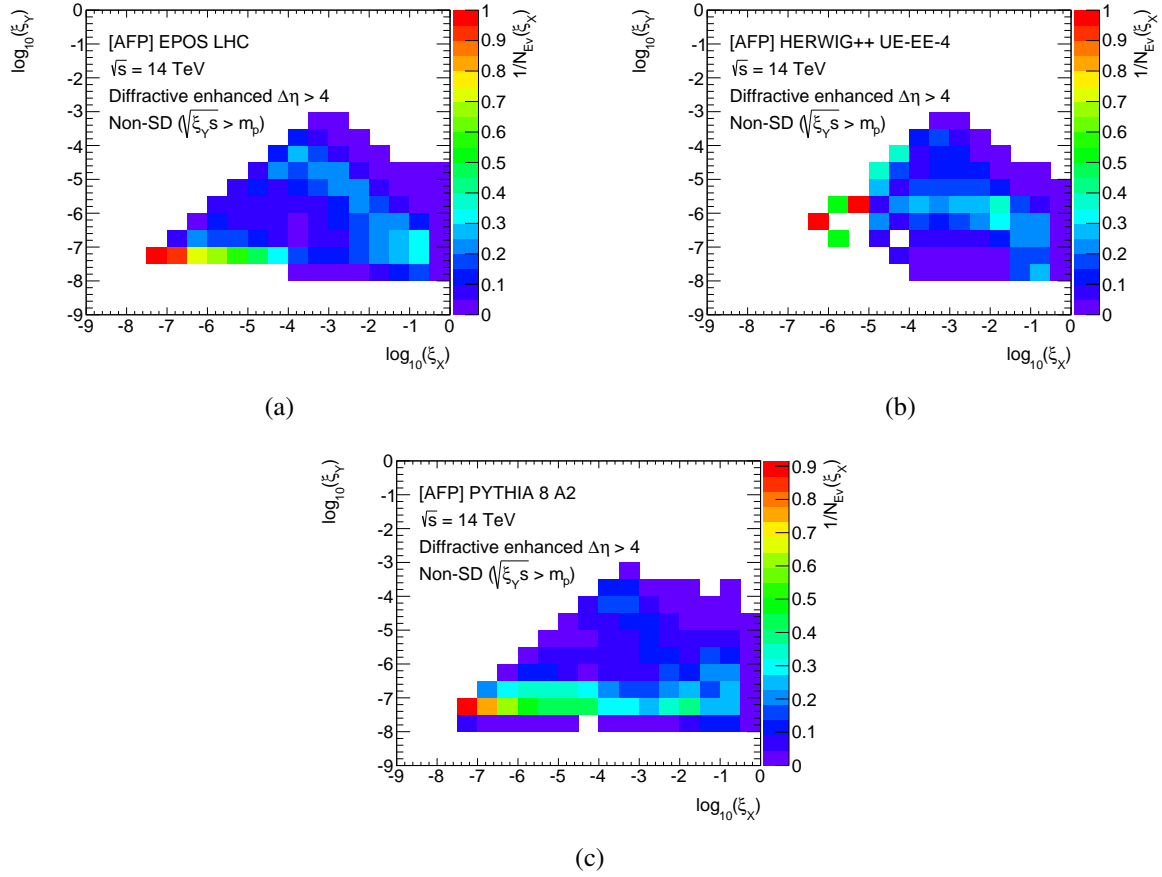 log10(ξY)
0
-1
-2
-3
-4
-5
-6
-7
-8
-9
[AFP] EPOS LHC
√s = 14 TeV
Diffractive enhanced Δη > 4
Non-SD (√ξYs > mp)
-9 -8 -7 -6 -5 -4 -3 -2 -1 0
log10(ξX)
1
0.9
0.8
0.7
0.6
0.5
0.4
0.3
0.2
0.1
0
1/NEv(ξX)
(a)
log10(ξY)
0
-1
-2
-3
-4
-5
-6
-7
-8
-9
[AFP] HERWIG++ UE-EE-4
√s = 14 TeV
Diffractive enhanced Δη > 4
Non-SD (√ξYs > mp)
-9 -8 -7 -6 -5 -4 -3 -2 -1 0
log10(ξX)
1
0.9
0.8
0.7
0.6
0.5
0.4
0.3
0.2
0.1
0
1/NEv(ξX)
(b)
log10(ξY)
0
-1
-2
-3
-4
-5
-6
-7
-8
-9
[AFP] PYTHIA 8 A2
√s = 14 TeV
Diffractive enhanced Δη > 4
Non-SD (√ξYs > mp)
-9 -8 -7 -6 -5 -4 -3 -2 -1 0
log10(ξX)
0.9
0.8
0.7
0.6
0.5
0.4
0.3
0.2
0.1
0
1/NEv(ξX)
(c)